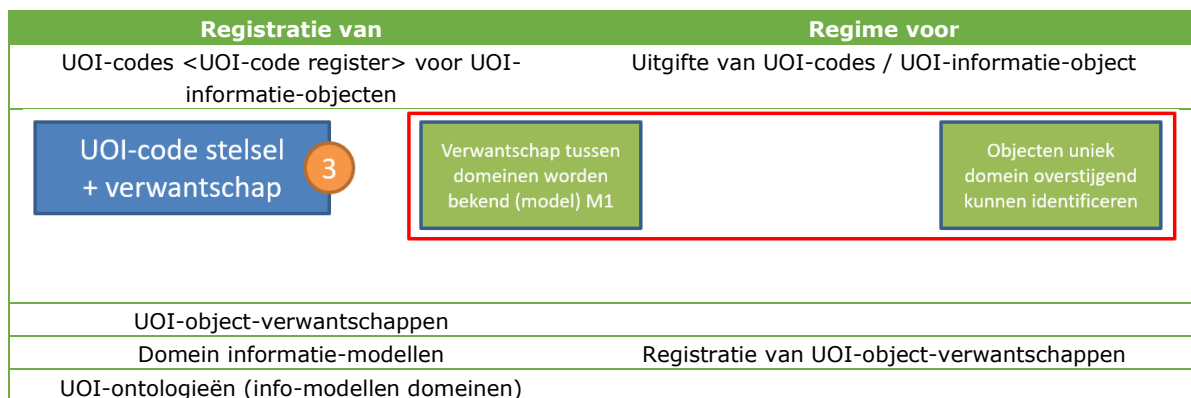 Registratie van
Regime voor
UOI-codes <UOI-code register> voor UOI-
informatie-objecten
Uitgifte van UOI-codes / UOI-informatie-object
UOI-code stelsel
+ verwantschap
3
Verwantschap tussen
domeinen worden
bekend (model) M1
Objecten uniek
domein overstijgend
kunnen identificeren
UOI-object-verwantschappen
Domein informatie-modellen
Registratie van UOI-object-verwantschappen
UOI-ontologieën (info-modellen domeinen)